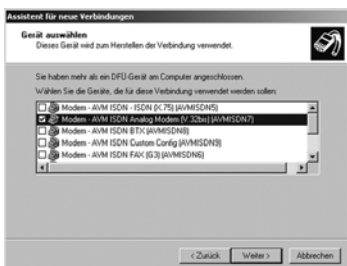 Assistent für neue Verbindungen
Gerät auswählen
Dieses Gerät wird zum Herstellen der Verbindung verwendet.
Sie haben mehr als ein DFÜ-Gerät am Computer angeschlossen.
Wählen Sie die Geräte, die für diese Verbindung verwendet werden sollen:
Modem - AVM ISDN - ISDN (X.75) (AVMISDN5)
Modem - AVM ISDN Analog Modem (V.32bis) (AVMISDN7)
Modem - AVM ISDN BTX (AVMISDN8)
Modem - AVM ISDN Custom Config (AVMISDN9)
Modem - AVM ISDN FAX (G3) (AVMISDN6)
< Zurück
Weiter >
Abbrechen